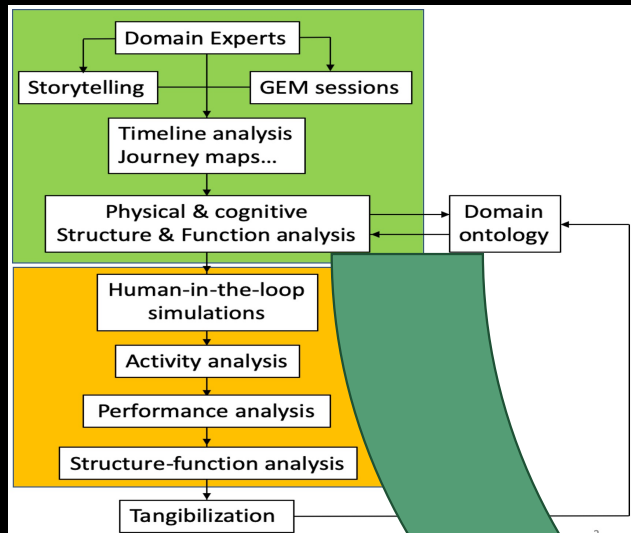 Domain Experts
Storytelling
GEM sessions
Timeline analysis
Journey maps...
Physical & cognitive
Structure & Function analysis
Domain
ontology
Human-in-the-loop
simulations
Activity analysis
Performance analysis
Structure-function analysis
Tangibilization